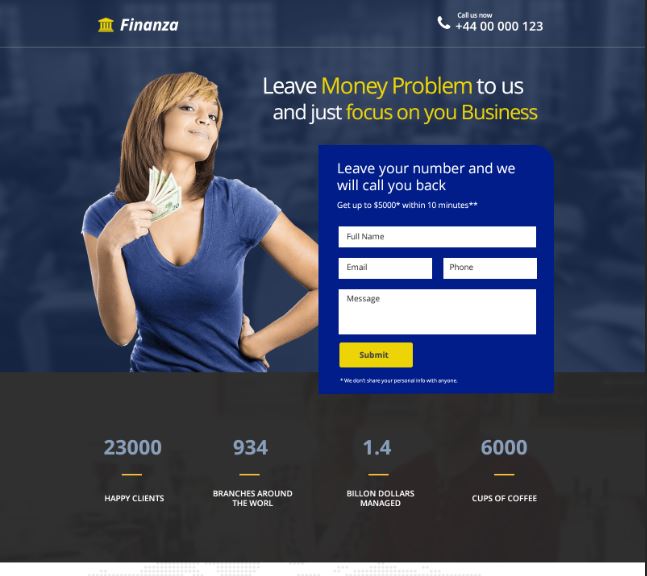 Finanza
Call us now
+44 00 000 123
Leave Money Problem to us
and just focus on you Business
Leave your number and we
will call you back
Get up to $5000* within 10 minutes**
Full Name
Email
Phone
Message
Submit
* We don't share your personal info with anyone.
23000
934
1.4
6000
HAPPY CLIENTS
BRANCHES AROUND
THE WORL
BILLON DOLLARS
MANAGED
CUPS OF COFFEE